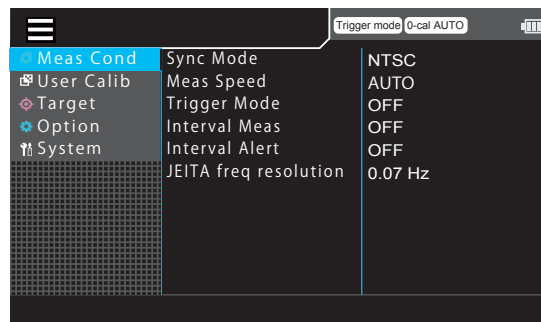 Trigger mode 0-cal AUTO
Meas Cond Sync Mode NTSC
User Calib Meas Speed AUTO
Target Trigger Mode OFF
Option Interval Meas OFF
System Interval Alert OFF
JEITA freq resolution 0.07 Hz